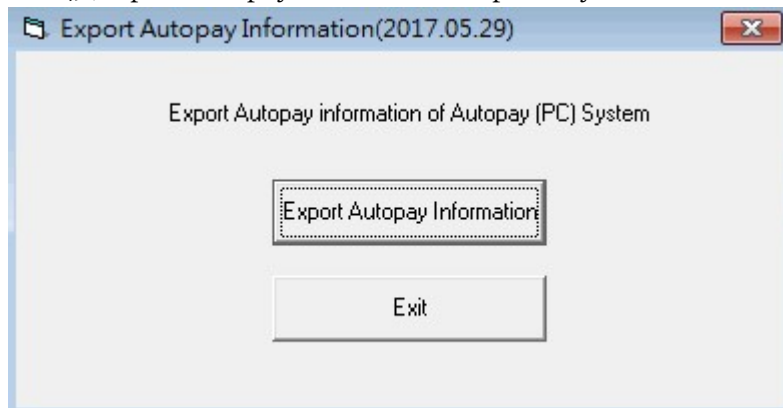 Export Autopay Information(2017.05.29)
Export Autopay information of Autopay (PC) System
Export Autopay Information
Exit